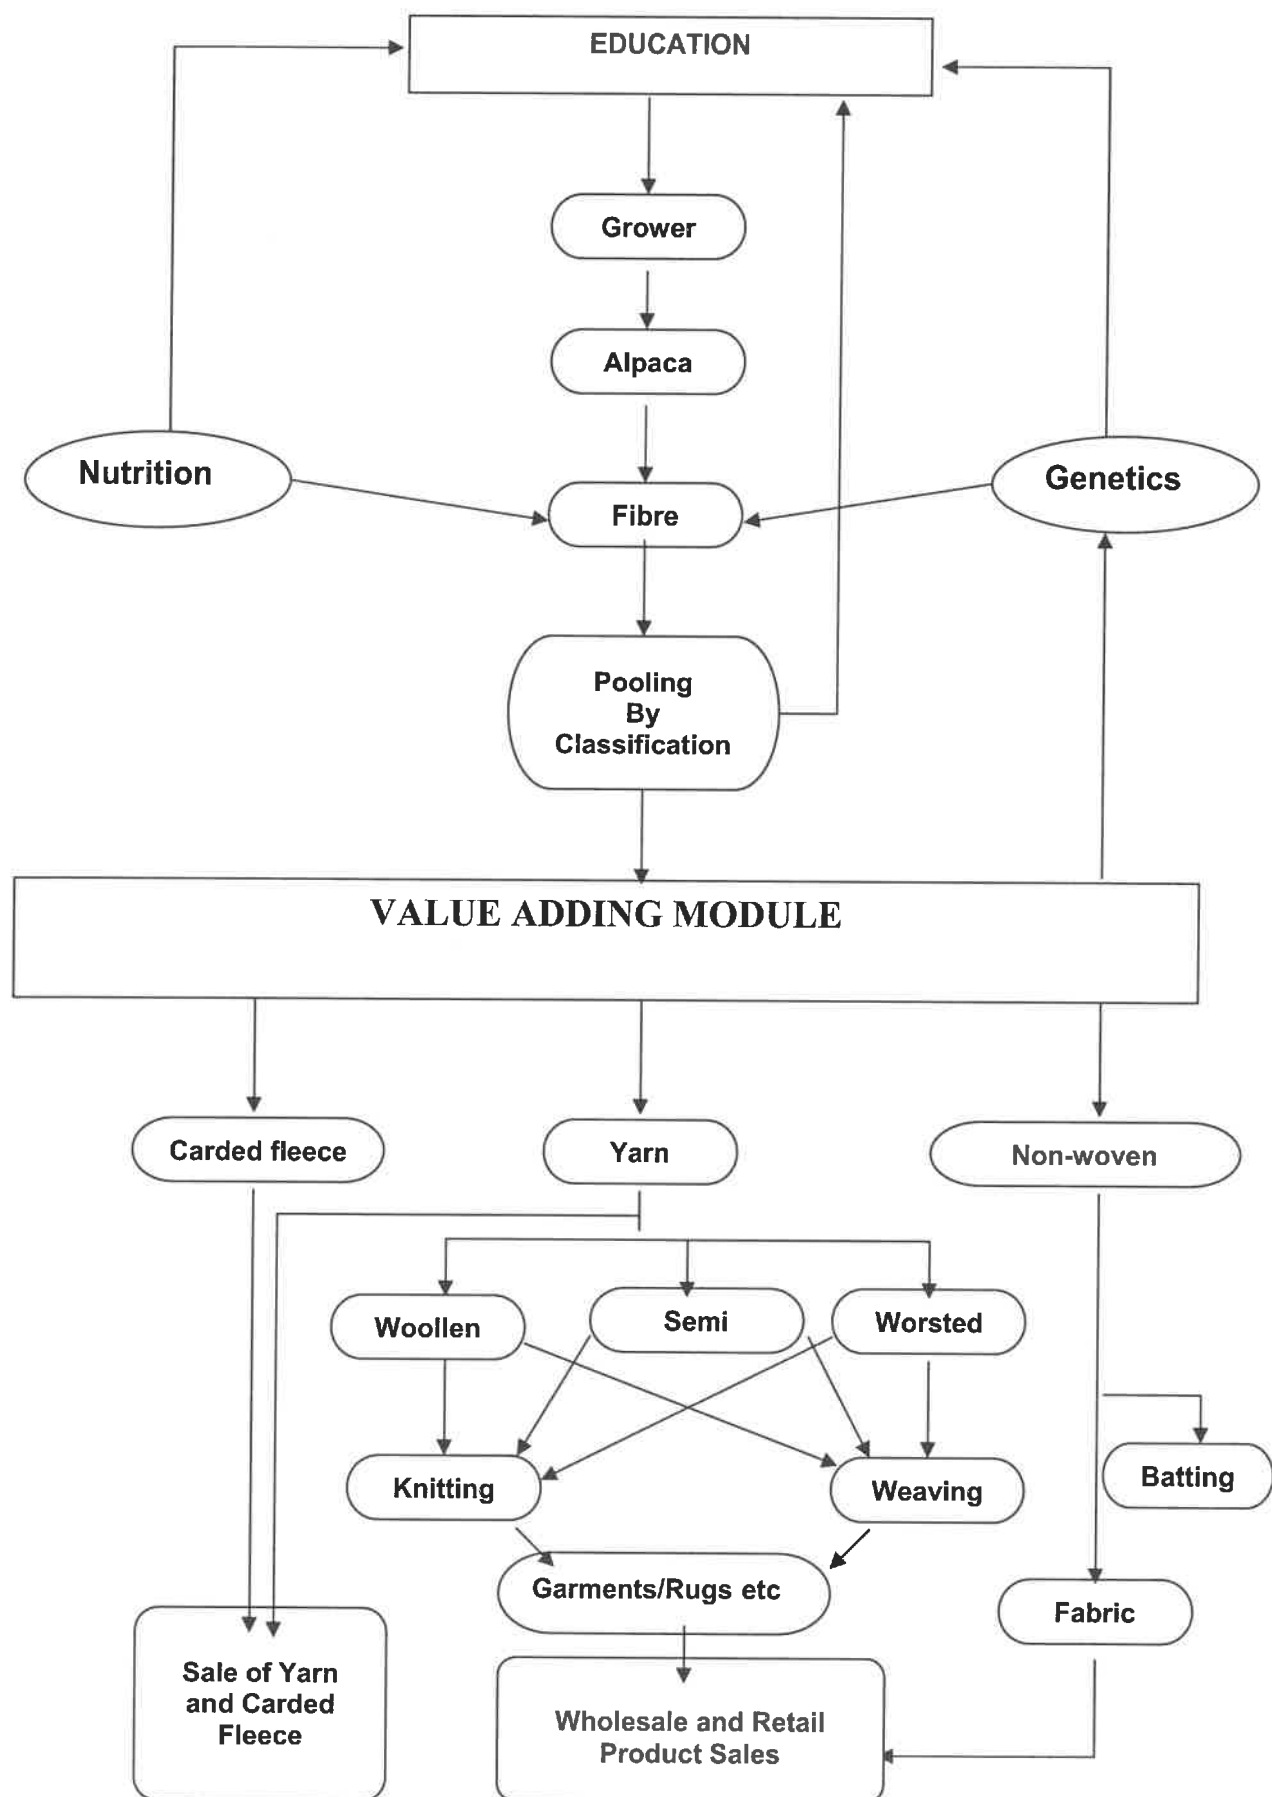 EDUCATION
Grower
Alpaca
Nutrition
Genetics
Fibre
Pooling
By
Classification
VALUE ADDING MODULE
Carded fleece
Yarn
Non-woven
Woollen
Semi
Worsted
Knitting
Weaving
Batting
Garments/Rugs etc
Fabric
Sale of Yarn
and Carded
Fleece
Wholesale and Retail
Product Sales